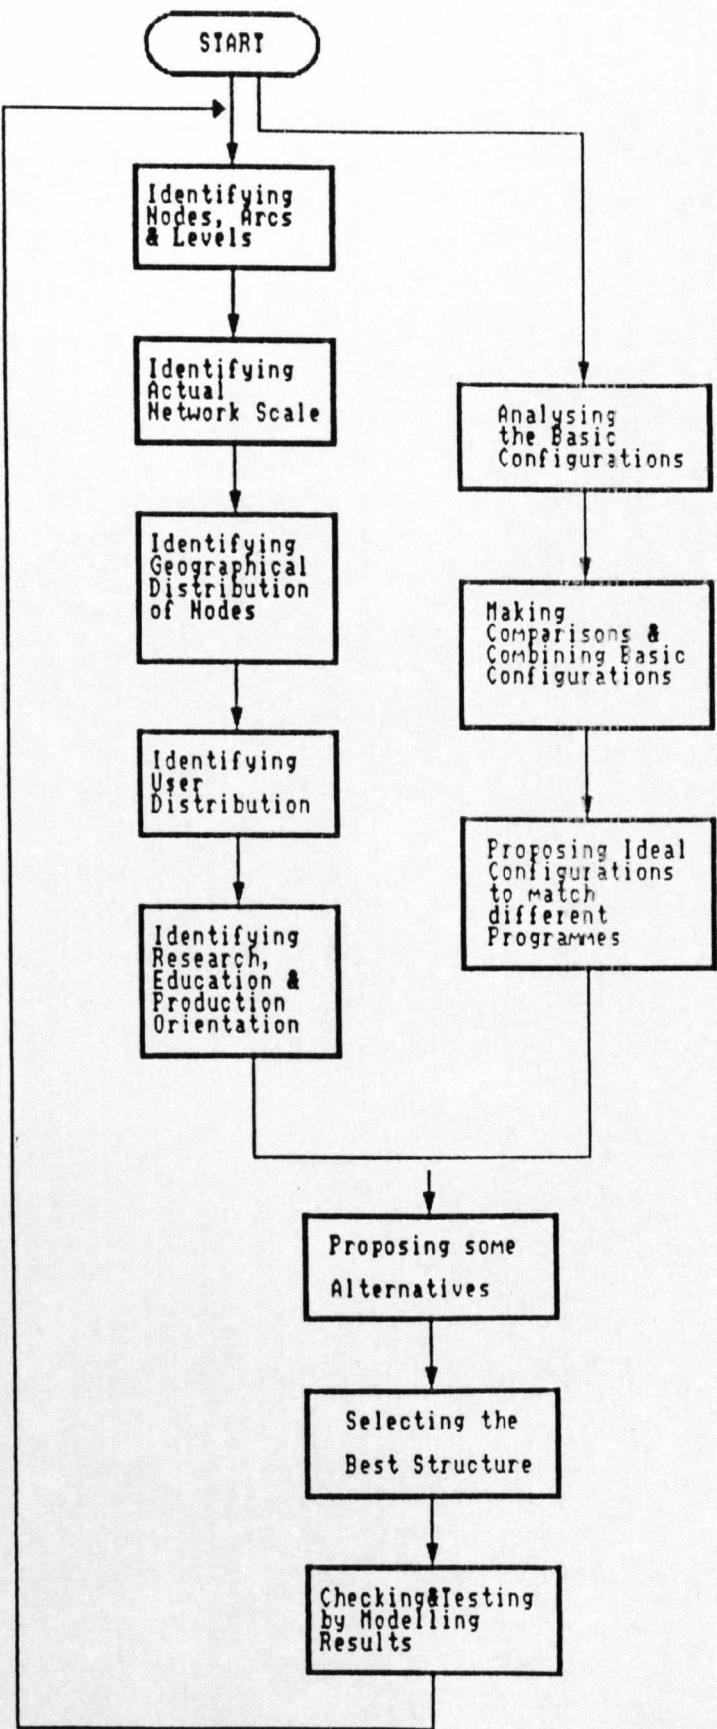 START
Identifying
Nodes, Arcs
& Levels
Identifying
Actual
Network Scale
Identifying
Geographical
Distribution
of Nodes
Identifying
User
Distribution
Identifying
Research,
Education &
Production
Orientation
Analysing
the Basic
Configurations
Making
Comparisons &
Combining Basic
Configurations
Proposing Ideal
Configurations
to match
different
Programmes
Proposing some
Alternatives
Selecting the
Best Structure
Checking&Testing
by Modelling
Results